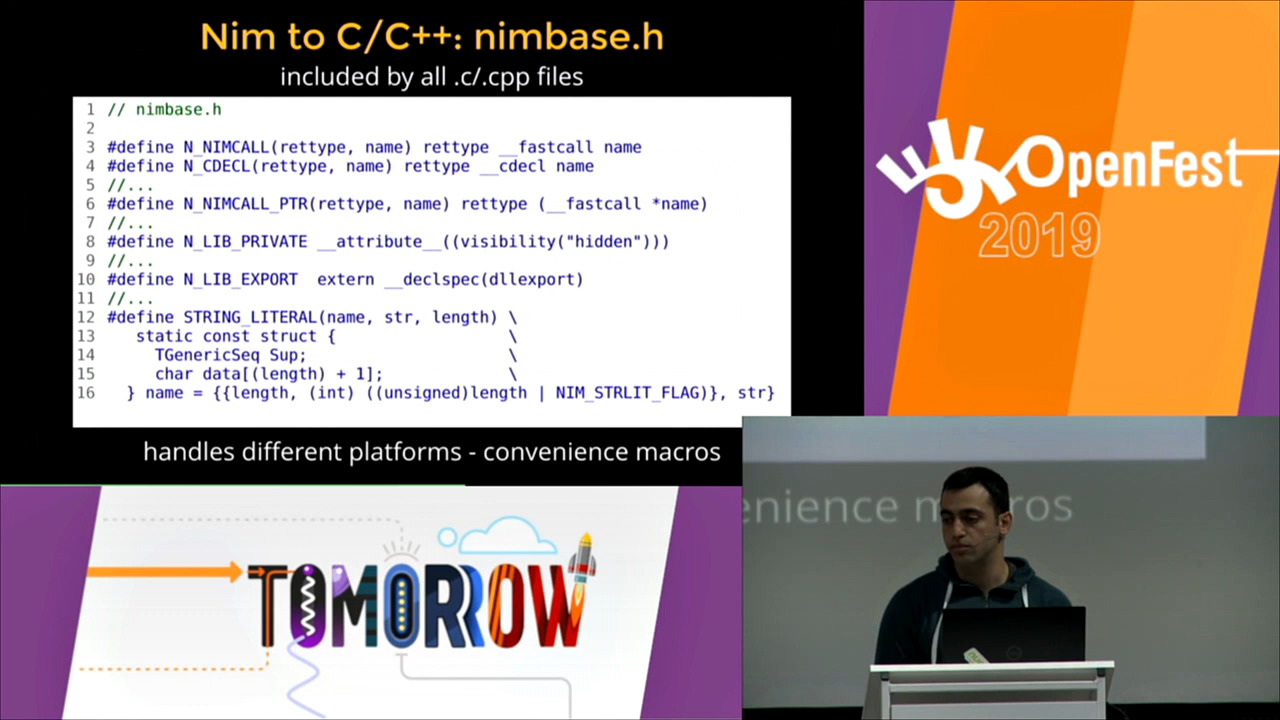 Nim to C/C++: nimbase.h
included by all .c/.cpp files
1 // nimbase.h
2
3 #define N_NIMCALL(rettype, name) rettype __fastcall name
4 #define N_CDECL(rettype, name) rettype __cdecl name
5 //...
6 #define N_NIMCALL_PTR(rettype, name) rettype (__fastcall *name)
7 //...
8 #define N_LIB_PRIVATE __attribute__((visibility("hidden")))
9 //...
10 #define N_LIB_EXPORT  extern __declspec(dllexport)
11 //...
12 #define STRING_LITERAL(name, str, length) \
13    static const struct {                   \
14      TGenericSeq Sup;                      \
15      char data[(length) + 1];              \
16   } name = {{length, (int) ((unsigned)length | NIM_STRLIT_FLAG)}, str}
handles different platforms - convenience macros
OpenFest
2019
TOMORROW
enience macros